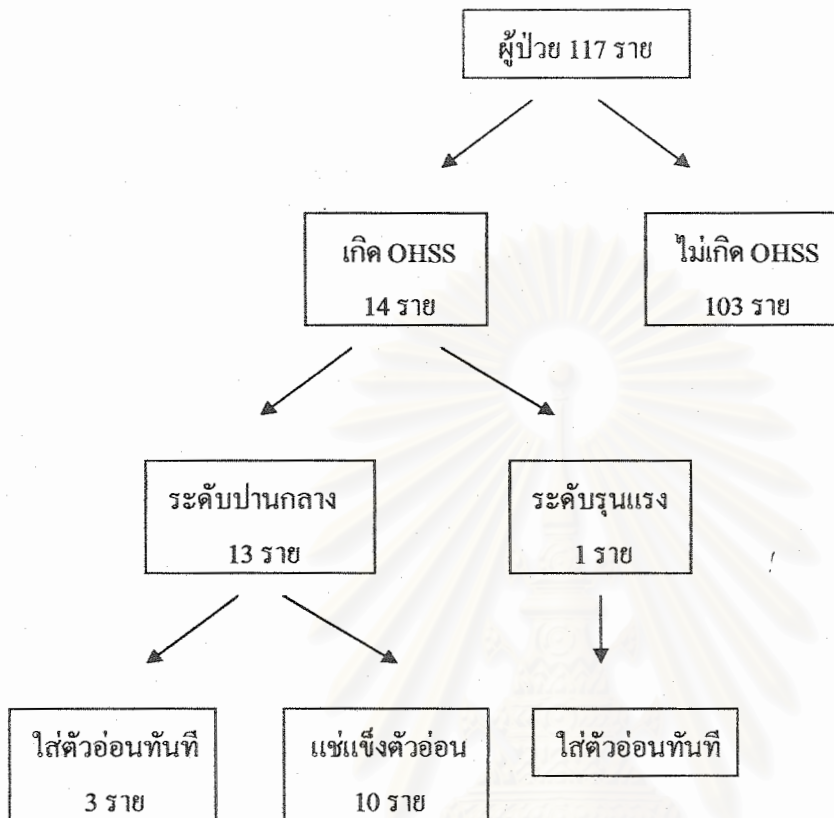 ผู้ป่วย 117 ราย
เกิด OHSS
14 ราย
ไม่เกิด OHSS
103 ราย
ระดับปานกลาง
13 ราย
ระดับรุนแรง
1 ราย
ใส่ตัวอ่อนทันที
3 ราย
แช่แข็งตัวอ่อน
10 ราย
ใส่ตัวอ่อนทันที